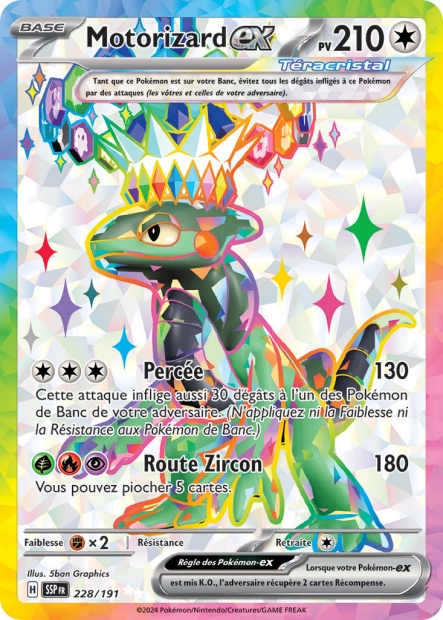 BASE Motorizard ex PV 210
Téracristal
Tant que ce Pokémon est sur votre Banc, évitez tous les dégâts infligés à ce Pokémon
par des attaques (les vôtres et celles de votre adversaire).
Percée 130
Cette attaque inflige aussi 30 dégâts à l'un des Pokémon
de Banc de votre adversaire. (N'appliquez ni la Faiblesse ni
la Résistance aux Pokémon de Banc.)
Route Zircon 180
Vous pouvez piocher 5 cartes.
Faiblesse ×2 Résistance Retraite
Règle des Pokémon-ex Lorsque votre Pokémon-ex
est mis K.O., l'adversaire récupère 2 cartes Récompense.
Illus. 5ban Graphics
H SSP FR 228/191
©2024 Pokémon/Nintendo/Creatures/GAME FREAK